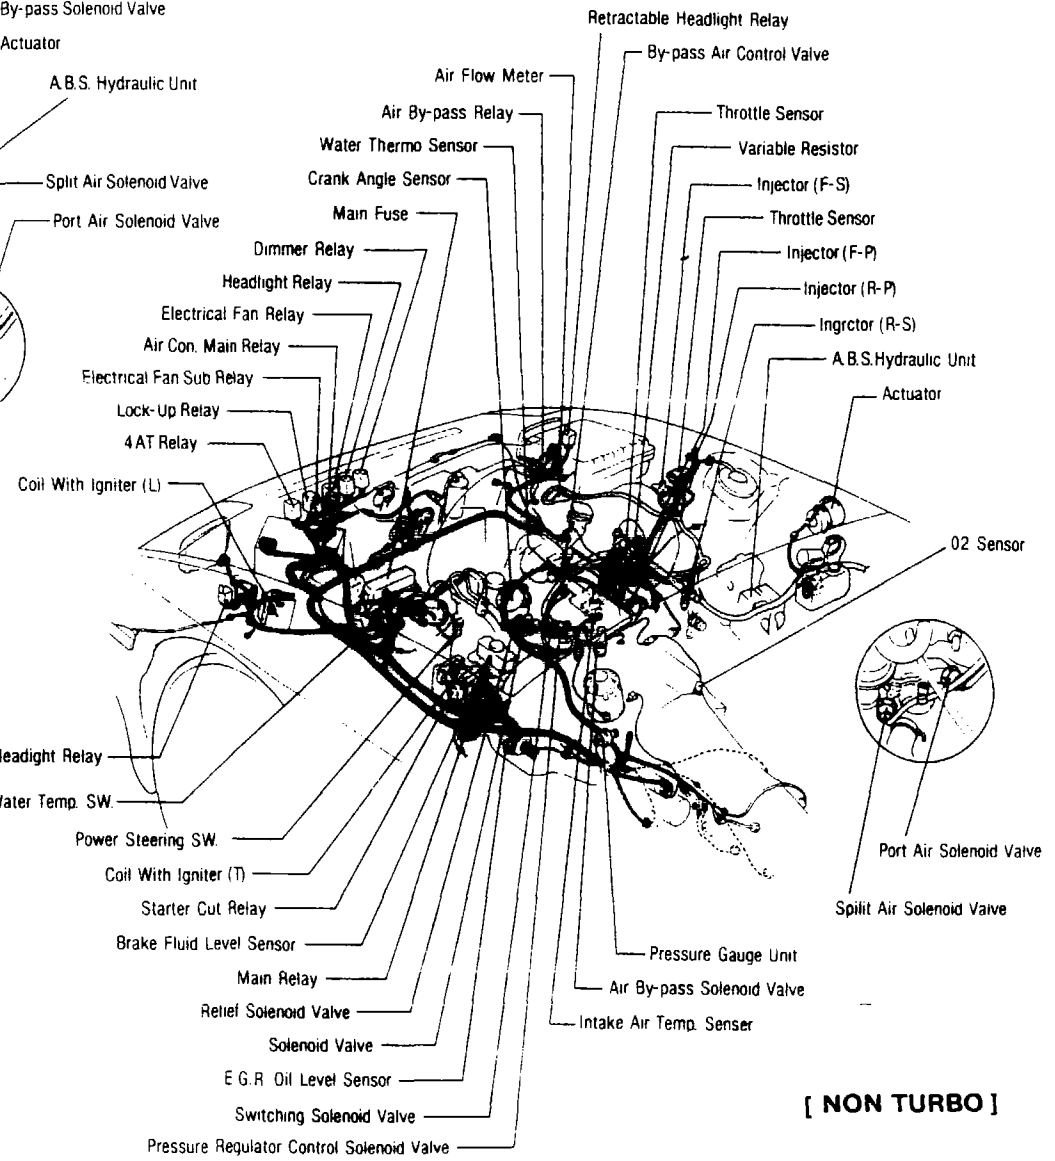 By-pass Solenoid Valve
Actuator
A.B.S. Hydraulic Unit
Split Air Solenoid Valve
Port Air Solenoid Valve
Retractable Headlight Relay
By-pass Air Control Valve
Air Flow Meter
Air By-pass Relay
Water Thermo Sensor
Crank Angle Sensor
Main Fuse
Dimmer Relay
Headlight Relay
Electrical Fan Relay
Air Con. Main Relay
Electrical Fan Sub Relay
Lock-Up Relay
4AT Relay
Coil With Igniter (L)
Throttle Sensor
Variable Resistor
Injector (F-S)
Throttle Sensor
Injector (F-P)
Injector (R-P)
Ingrctor (R-S)
A.B.S. Hydraulic Unit
Actuator
02 Sensor
eadlight Relay
ater Temp. SW.
Power Steering SW.
Coil With Igniter (T)
Starter Cut Relay
Brake Fluid Level Sensor
Main Relay
Relief Solenoid Valve
Solenoid Valve
E.G.R Oil Level Sensor
Switching Solenoid Valve
Pressure Regulator Control Solenoid Valve
Port Air Solenoid Valve
Spilit Air Solenoid Valve
Pressure Gauge Unit
Air By-pass Solenoid Valve
Intake Air Temp. Senser
[ NON TURBO ]